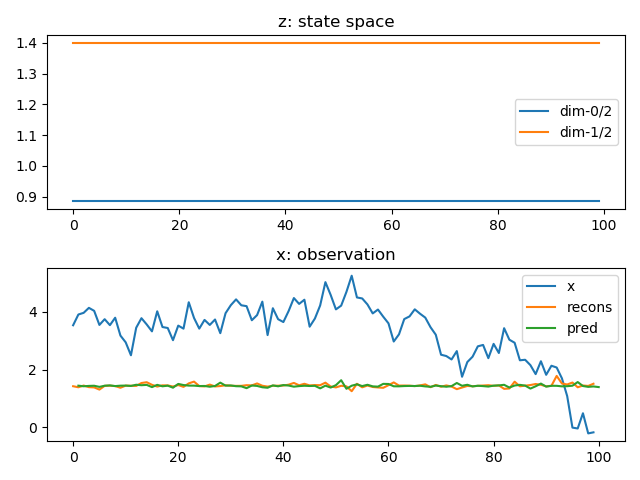 z: state space
1.4
1.3
1.2
1.1
1.0
0.9
dim-0/2
dim-1/2
0 20 40 60 80 100
x: observation
4
2
0
x
recons
pred
0 20 40 60 80 100